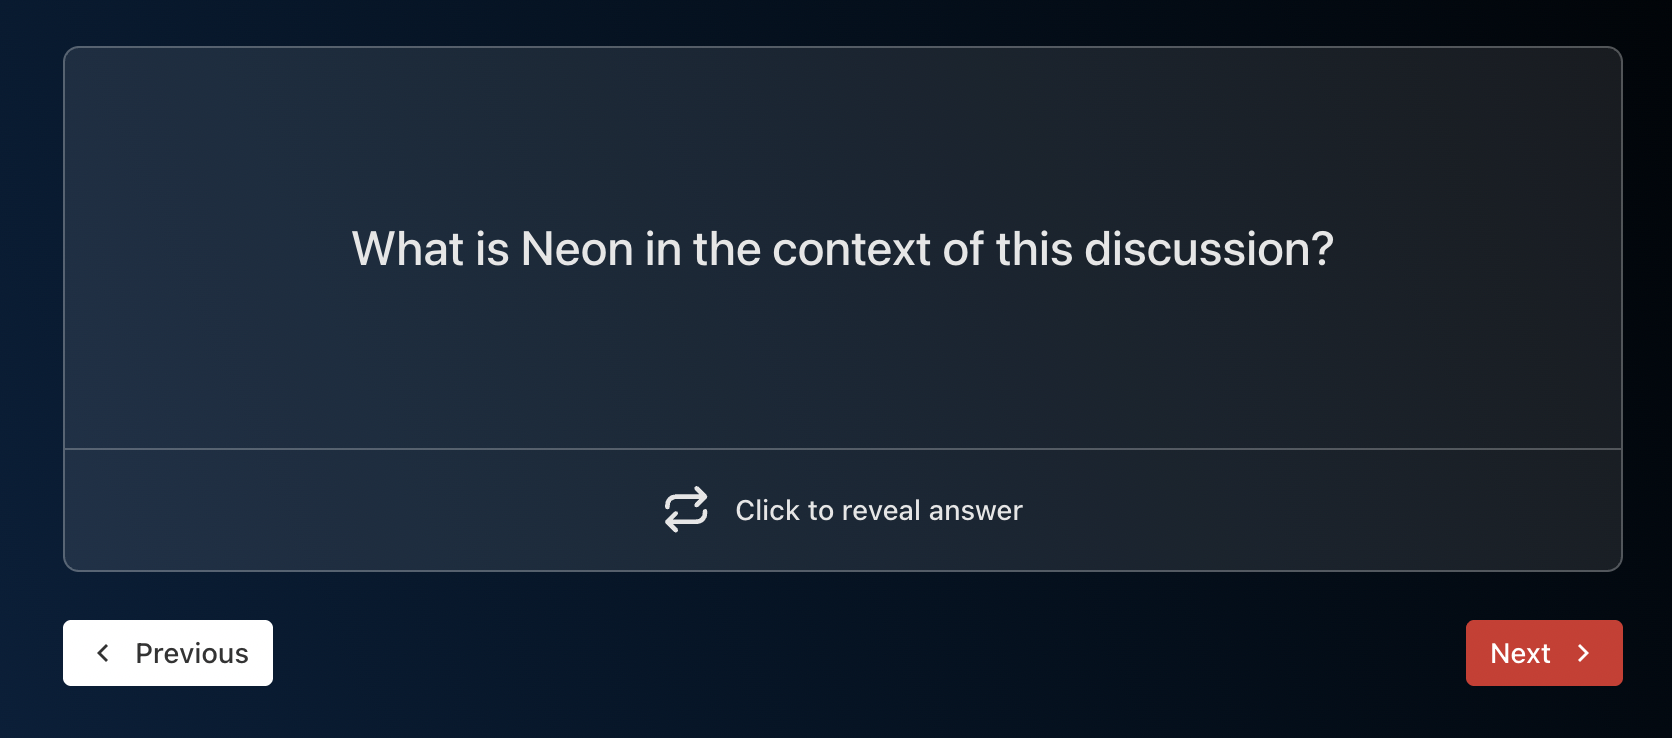 What is Neon in the context of this discussion?
Click to reveal answer
Previous
Next